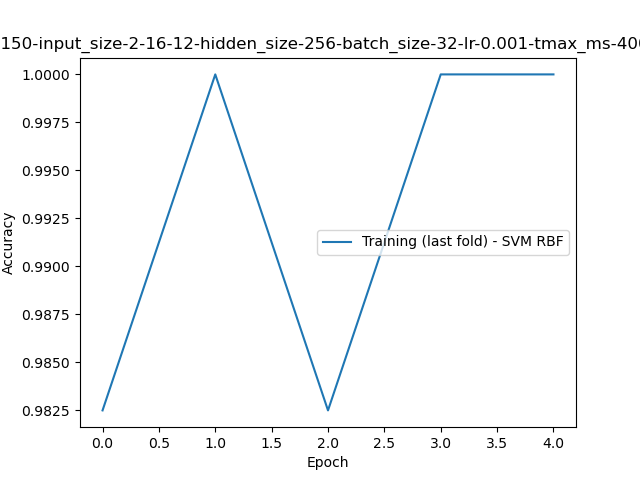 150-input_size-2-16-12-hidden_size-256-batch_size-32-lr-0.001-tmax_ms-400
1.0000
0.9975
0.9950
0.9925
0.9900
0.9875
0.9850
0.9825
Accuracy
Training (last fold) - SVM RBF
0.0 0.5 1.0 1.5 2.0 2.5 3.0 3.5 4.0
Epoch